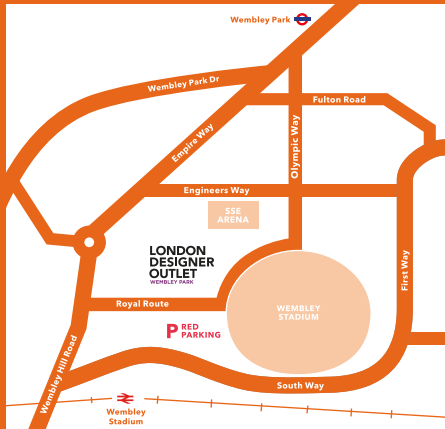 Wembley Park
Wembley Park Dr
Fulton Road
Empire Way
Olympic Way
Engineers Way
SSE
ARENA
LONDON
DESIGNER
OUTLET
WEMBLEY PARK
First Way
Royal Route
WEMBLEY
STADIUM
P RED
PARKING
Wembley Hill Road
South Way
Wembley
Stadium